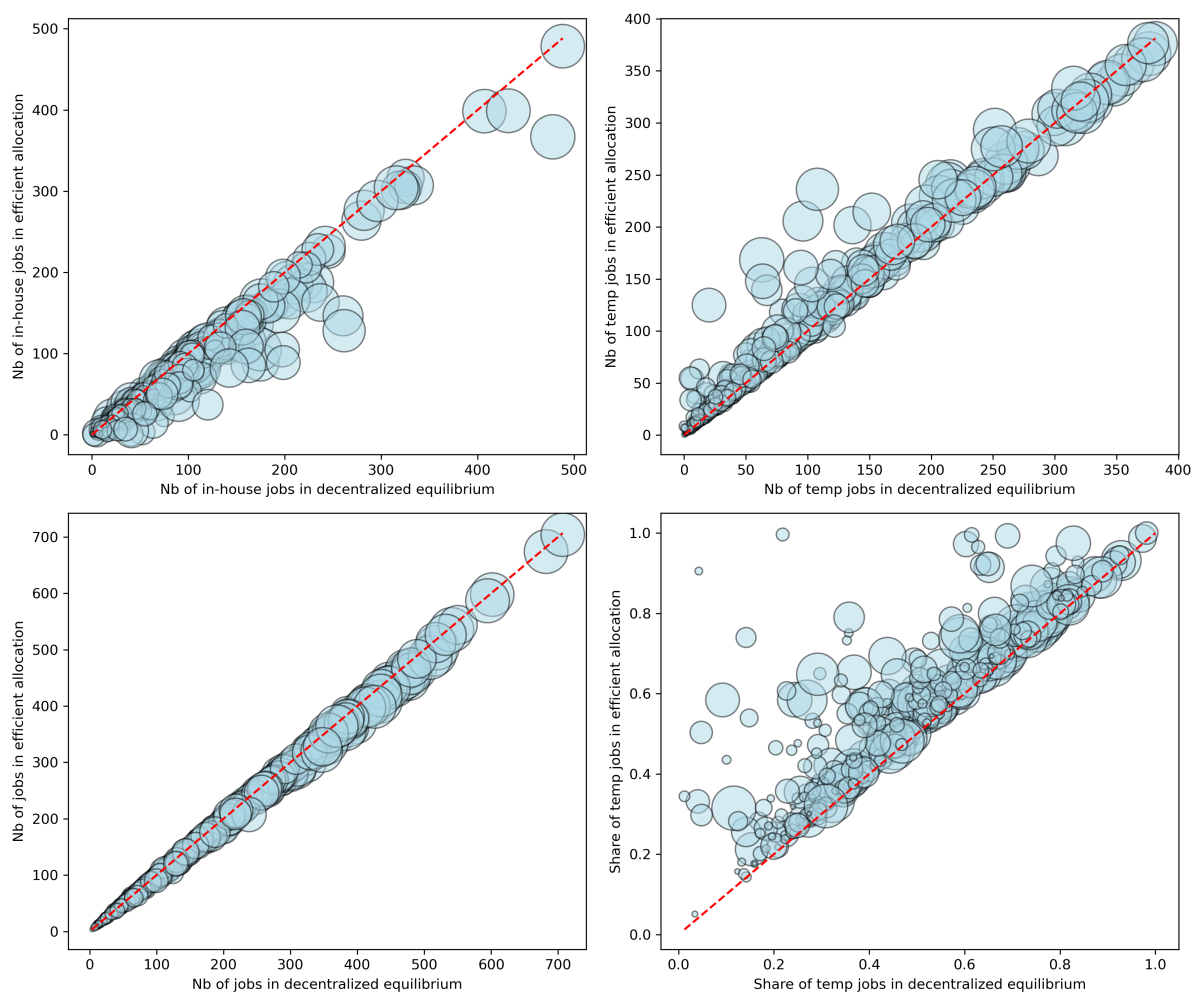 500
400
300
200
100
0
Nb of in-house jobs in efficient allocation
0 100 200 300 400 500
Nb of in-house jobs in decentralized equilibrium
400
350
300
250
200
150
100
50
0
Nb of temp jobs in efficient allocation
0 50 100 150 200 250 300 350 400
Nb of temp jobs in decentralized equilibrium
700
600
500
400
300
200
100
0
Nb of jobs in efficient allocation
0 100 200 300 400 500 600 700
Nb of jobs in decentralized equilibrium
1.0
0.8
0.6
0.4
0.2
0.0
Share of temp jobs in efficient allocation
0.0 0.2 0.4 0.6 0.8 1.0
Share of temp jobs in decentralized equilibrium